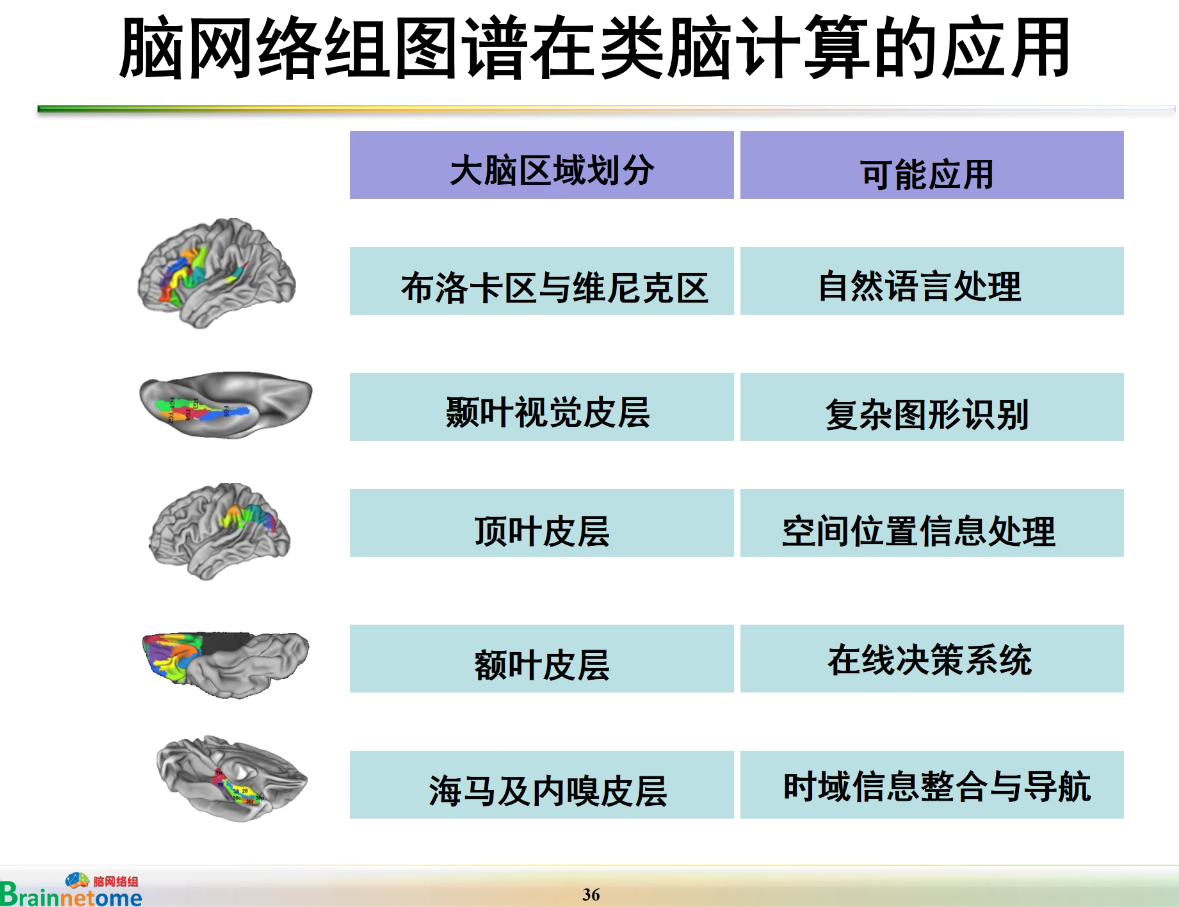 脑网络组图谱在类脑计算的应用
大脑区域划分 可能应用
布洛卡区与维尼克区 自然语言处理
颞叶视觉皮层 复杂图形识别
顶叶皮层 空间位置信息处理
额叶皮层 在线决策系统
海马及内嗅皮层 时域信息整合与导航
脑网络组
Brainnetome
36